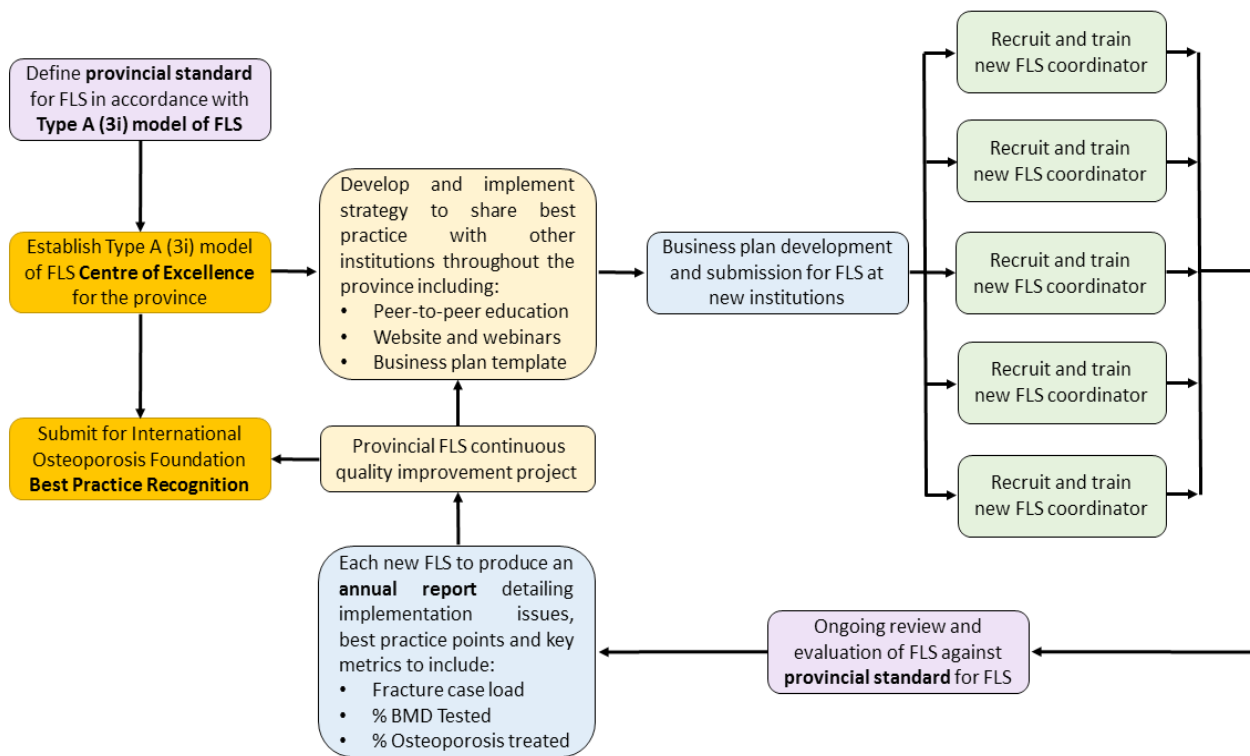 Define provincial standard
for FLS in accordance with
Type A (3i) model of FLS
Establish Type A (3i) model
of FLS Centre of Excellence
for the province
Submit for International
Osteoporosis Foundation
Best Practice Recognition
Develop and implement
strategy to share best
practice with other
institutions throughout the
province including:
• Peer-to-peer education
• Website and webinars
• Business plan template
Provincial FLS continuous
quality improvement project
Each new FLS to produce an
annual report detailing
implementation issues,
best practice points and key
metrics to include:
• Fracture case load
• % BMD Tested
• % Osteoporosis treated
Business plan development
and submission for FLS at
new institutions
Recruit and train
new FLS coordinator
Recruit and train
new FLS coordinator
Recruit and train
new FLS coordinator
Recruit and train
new FLS coordinator
Recruit and train
new FLS coordinator
Ongoing review and
evaluation of FLS against
provincial standard for FLS